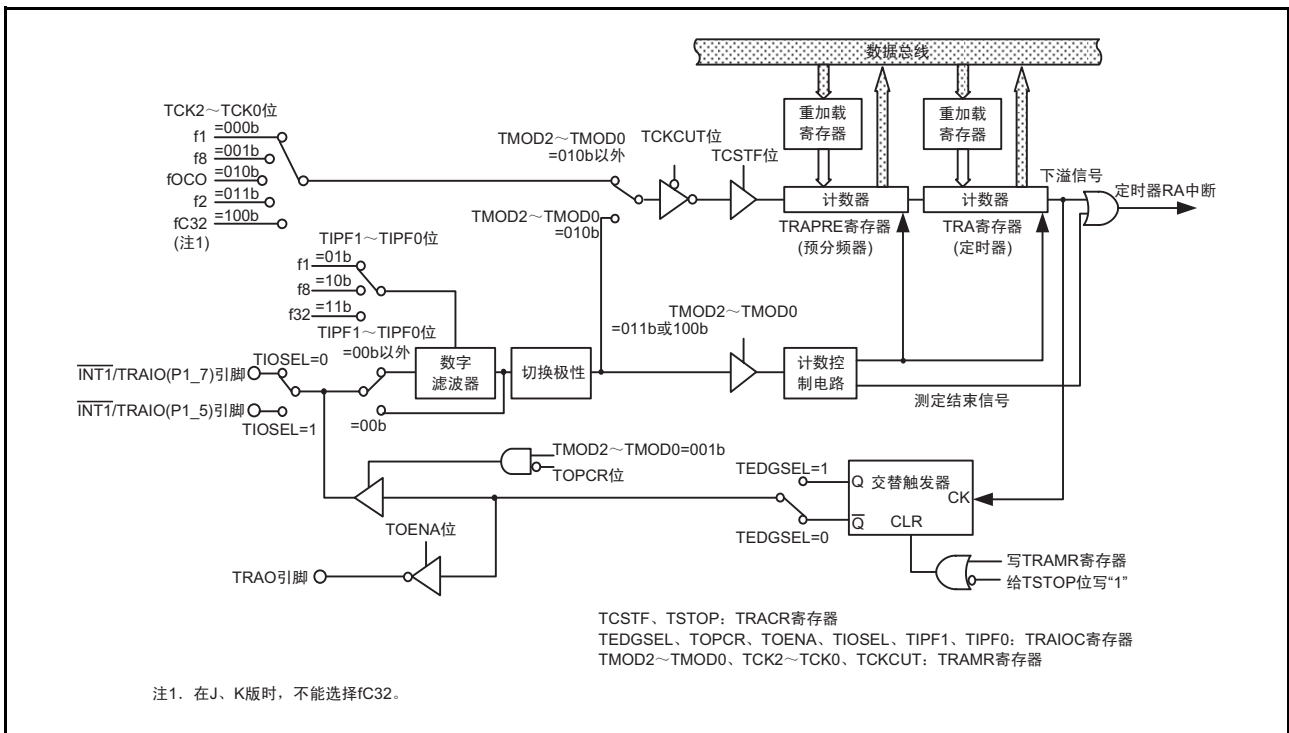 数据总线
重加载
寄存器
重加载
寄存器
TCK2～TCK0位
f1 =000b
f8 =001b
fOCO =010b
f2 =011b
fC32 =100b
(注1)
TMOD2～TMOD0
=010b以外
TCKCUT位
TCSTF位
计数器
TRAPRE寄存器
(预分频器)
计数器
TRA寄存器
(定时器)
下溢信号
定时器RA中断
TMOD2～TMOD0
=010b
TIPF1～TIPF0位
f1 =01b
f8 =10b
f32 =11b
TIPF1～TIPF0位
=00b以外
TMOD2～TMOD0
=011b或100b
数字
滤波器
切换极性
计数控
制电路
测定结束信号
INT1/TRAIO(P1_7)引脚
TIOSEL=0
INT1/TRAIO(P1_5)引脚
TIOSEL=1
=00b
TMOD2～TMOD0=001b
TOPCR位
TEDGSEL=1
TEDGSEL=0
Q 交替触发器
CK
Q
CLR
TOENA位
TRAO引脚
写TRAMR寄存器
给TSTOP位写“1”
TCSTF、TSTOP：TRACR寄存器
TEDGSEL、TOPCR、TOENA、TIOSEL、TIPF1、TIPF0：TRAIOC寄存器
TMOD2～TMOD0、TCK2～TCK0、TCKCUT：TRAMR寄存器
注1. 在J、K版时，不能选择fC32。